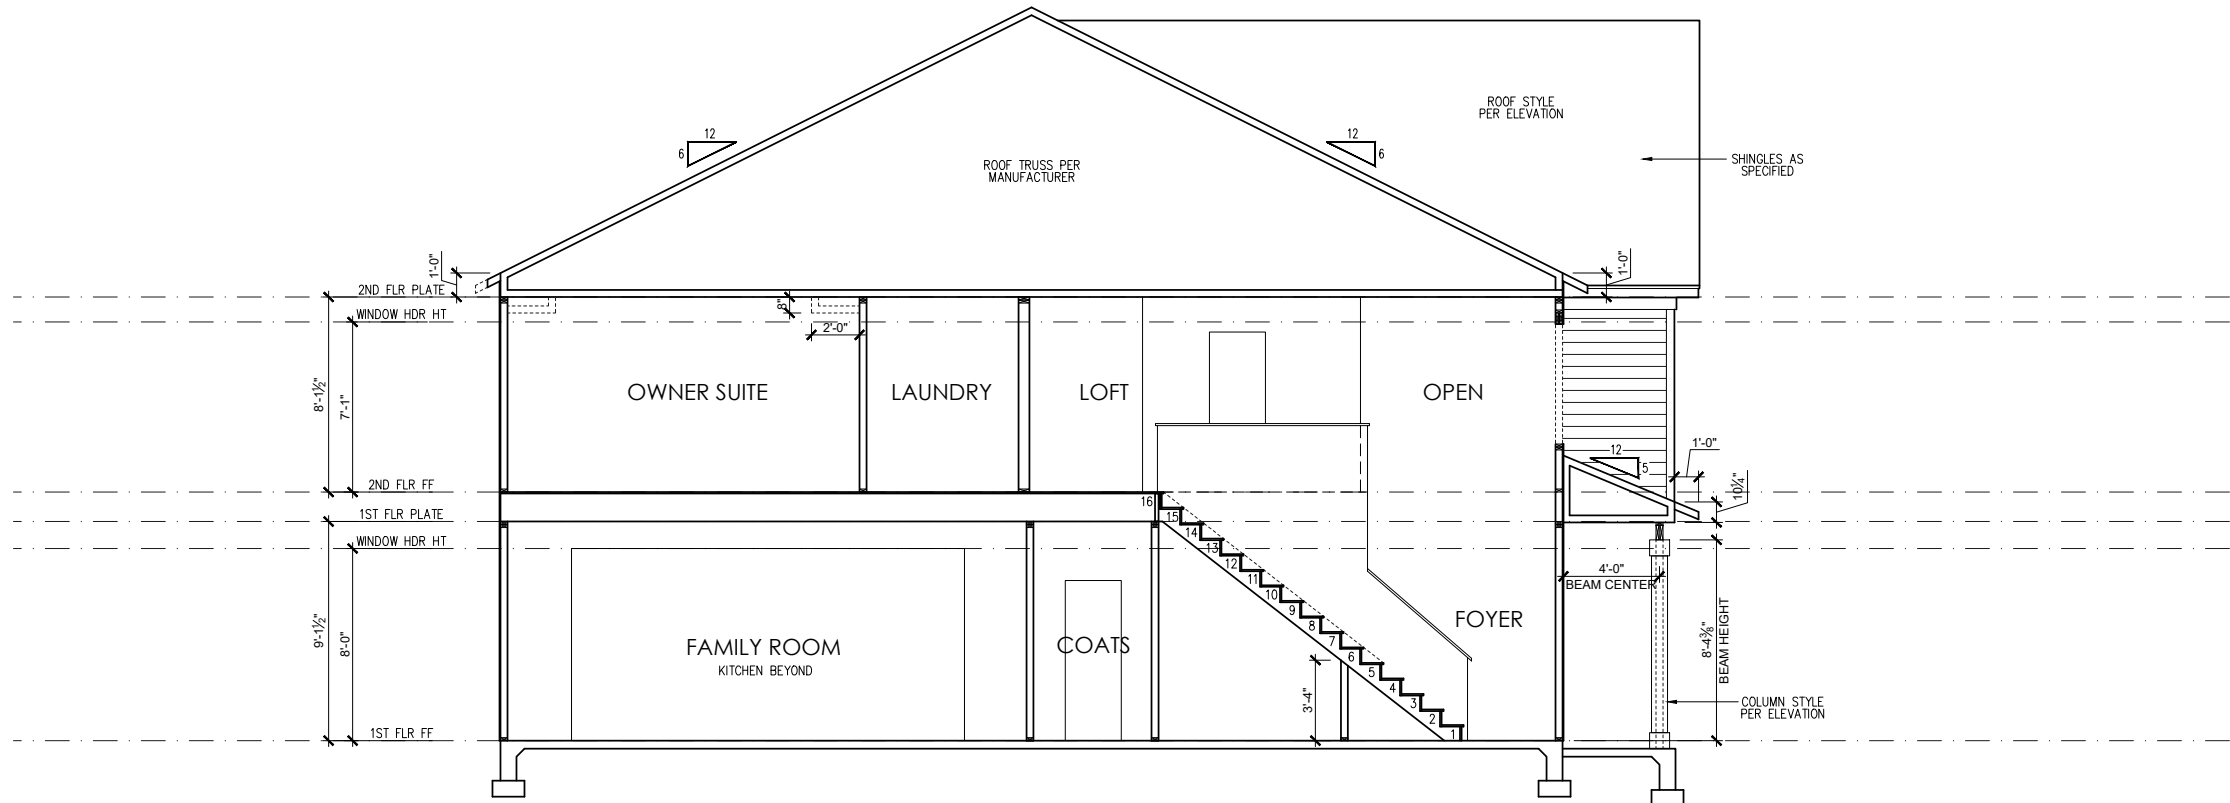 ROOF STYLE
PER ELEVATION
12
6
12
6
ROOF TRUSS PER
MANUFACTURER
SHINGLES AS
SPECIFIED
1'-0"
1'-0"
2ND FLR PLATE
WINDOW HDR HT
8"
2'-0"
8'-1½"
7'-1"
OWNER SUITE
LAUNDRY
LOFT
OPEN
12
5
1'-0"
10¼"
2ND FLR FF
1ST FLR PLATE
WINDOW HDR HT
16
15
14
13
12
11
10
9
8
7
6
5
4
3
2
1
4'-0"
BEAM CENTER
9'-1½"
8'-0"
FAMILY ROOM
KITCHEN BEYOND
COATS
FOYER
3'-4"
8'-4⅜"
BEAM HEIGHT
COLUMN STYLE
PER ELEVATION
1ST FLR FF